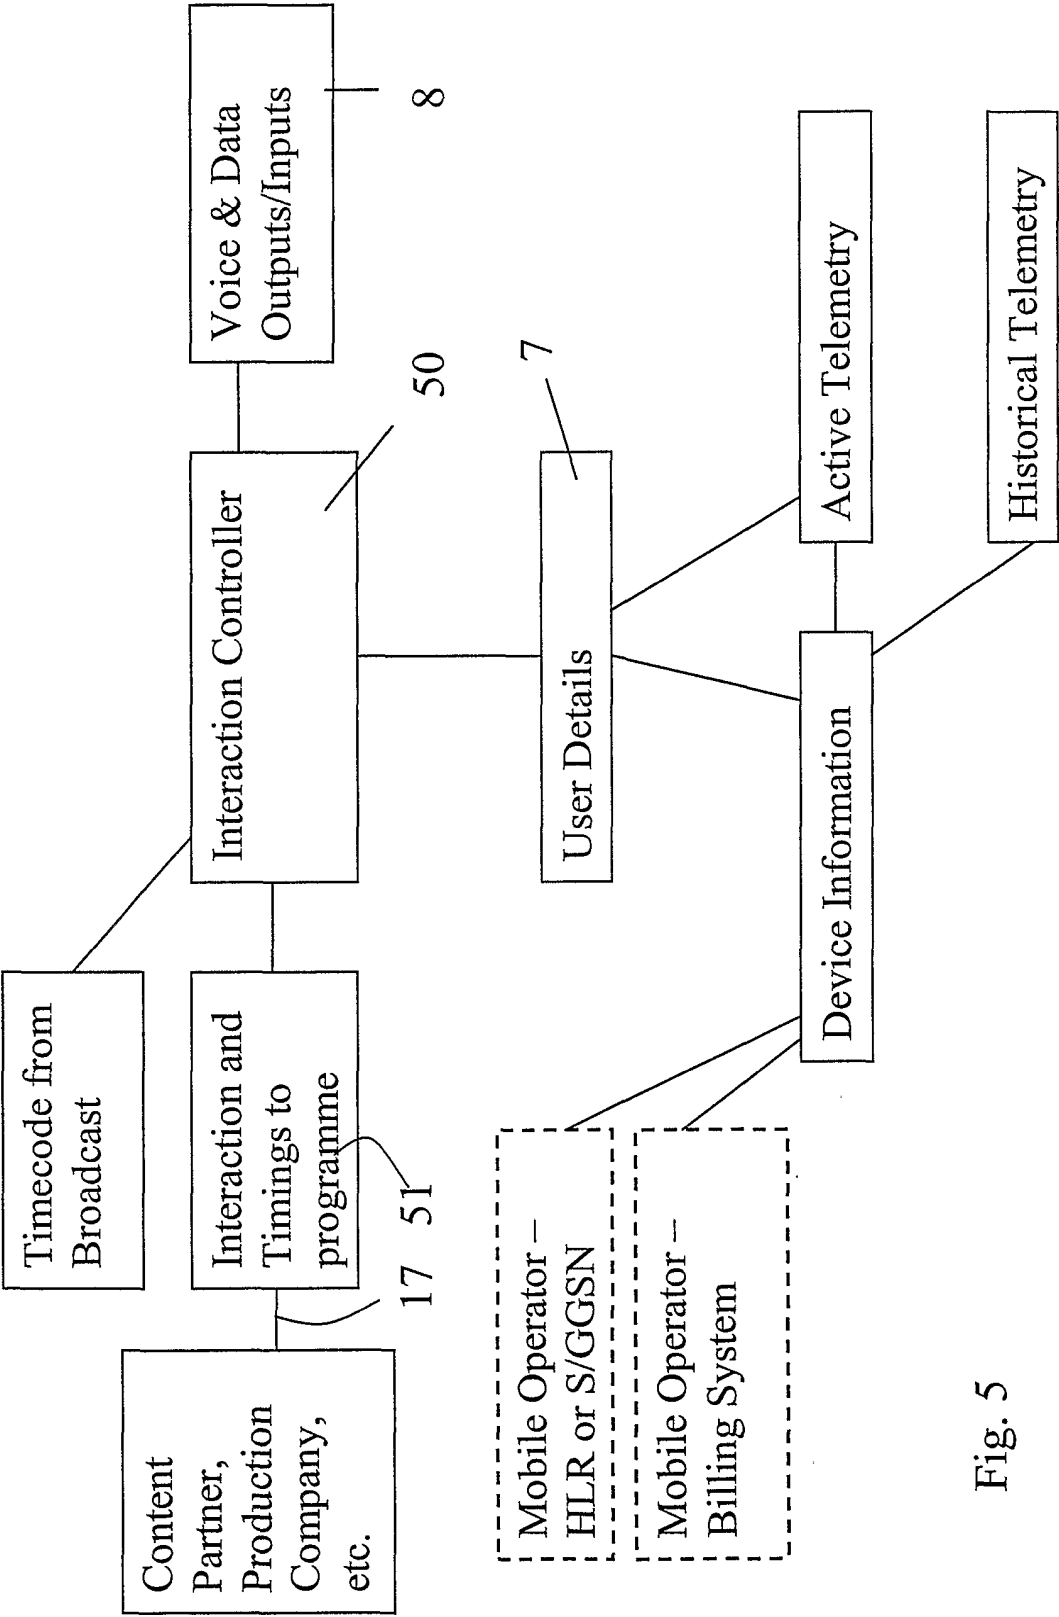 Timecode from
Broadcast
Content
Partner,
Production
Company,
etc.
17
Interaction and
Timings to
programme
51
Interaction Controller
50
Voice & Data
Outputs/Inputs
8
Mobile Operator –
HLR or S/GGSN
Mobile Operator –
Billing System
User Details
7
Device Information
Active Telemetry
Historical Telemetry
Fig. 5